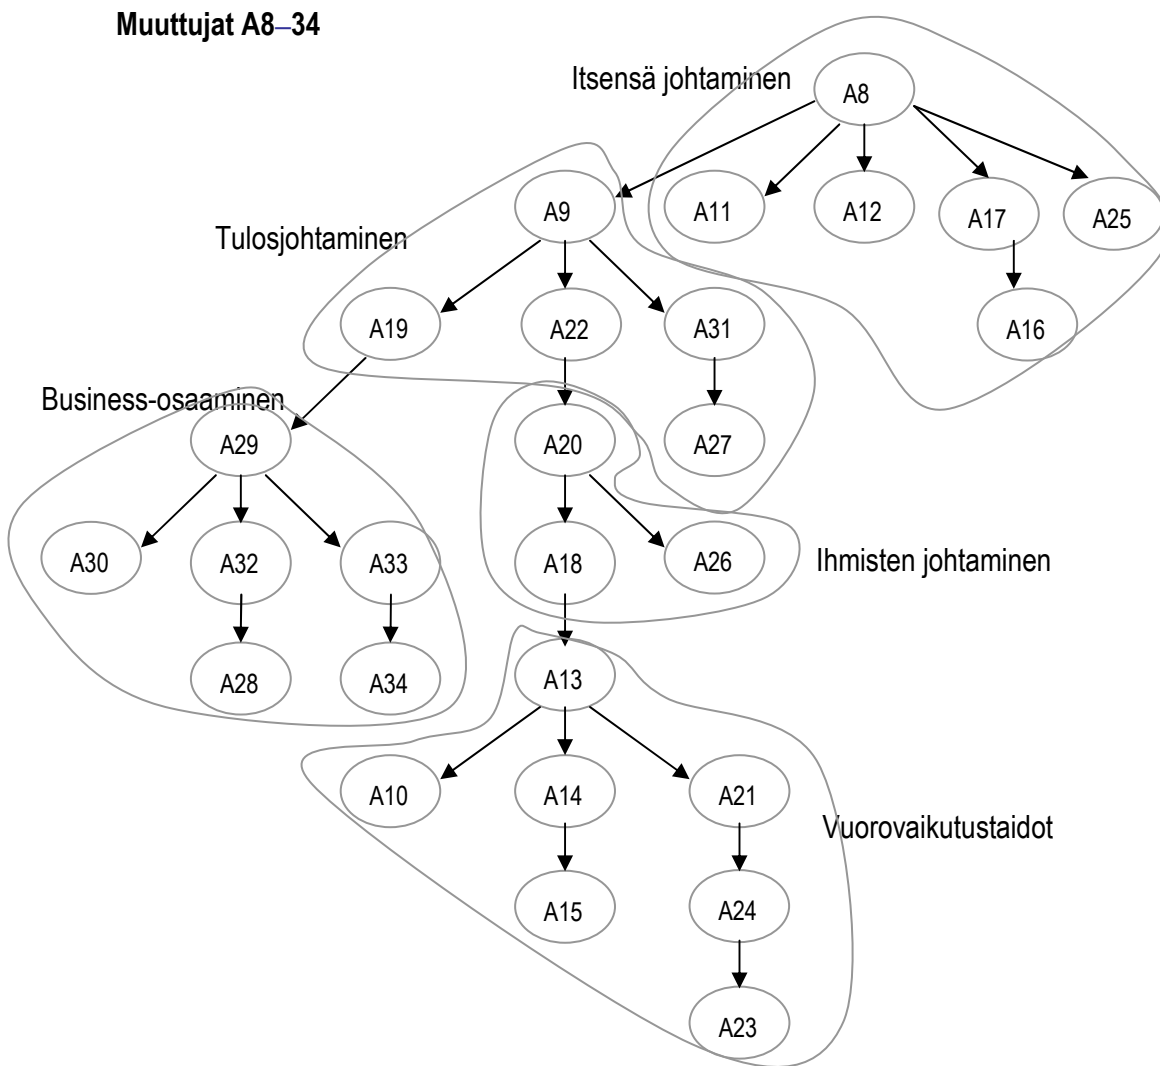 Muuttujat A8–34
Itsensä johtaminen
A8
A9
A11
A12
A17
A25
Tulosjohtaminen
A19
A22
A31
A16
Business-osaaminen
A29
A20
A27
A30
A32
A33
A18
A26
Ihmisten johtaminen
A28
A34
A13
A10
A14
A21
Vuorovaikutustaidot
A15
A24
A23